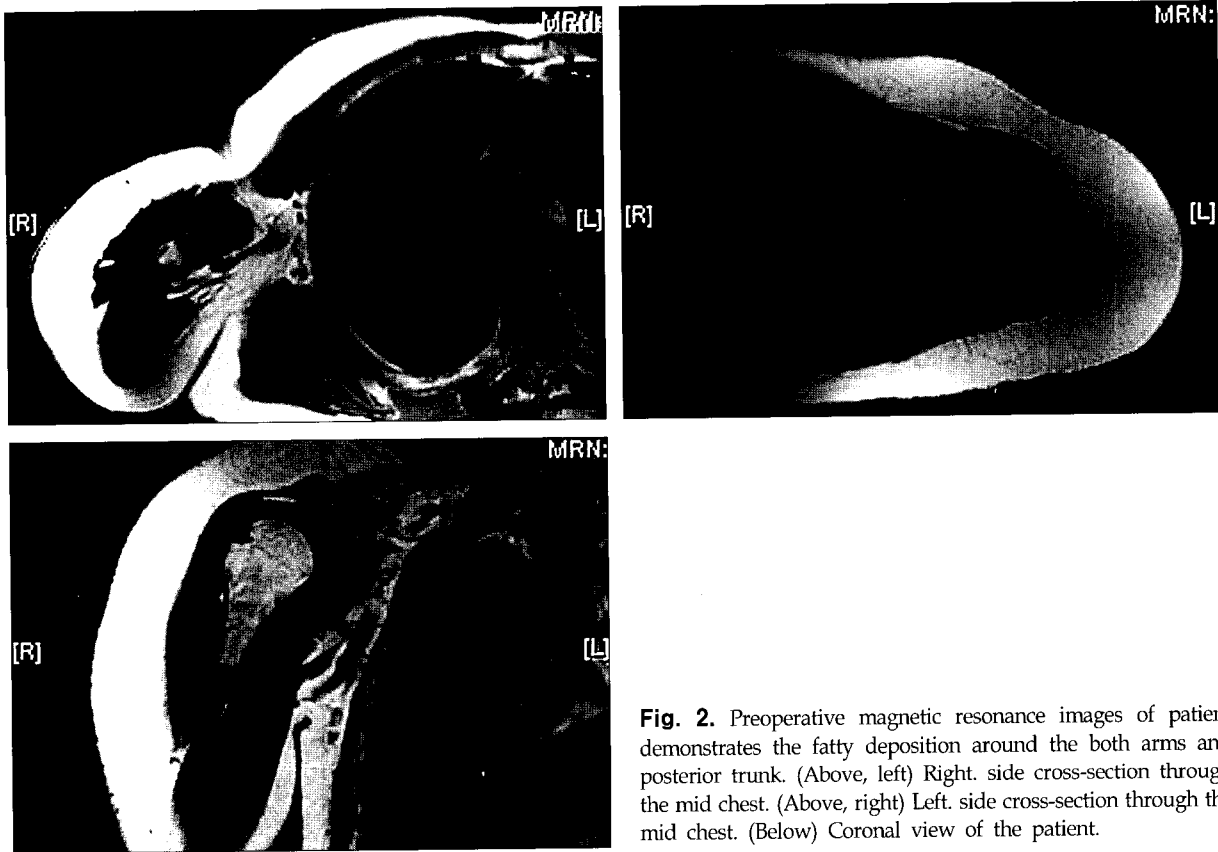 MRN:
[R]
[L]
MRN:
[R]
[L]
MRN:
[R]
[L]
Fig. 2. Preoperative magnetic resonance images of patien
demonstrates the fatty deposition around the both arms an
posterior trunk. (Above, left) Right. side cross-section throug
the mid chest. (Above, right) Left. side cross-section through th
mid chest. (Below) Coronal view of the patient.